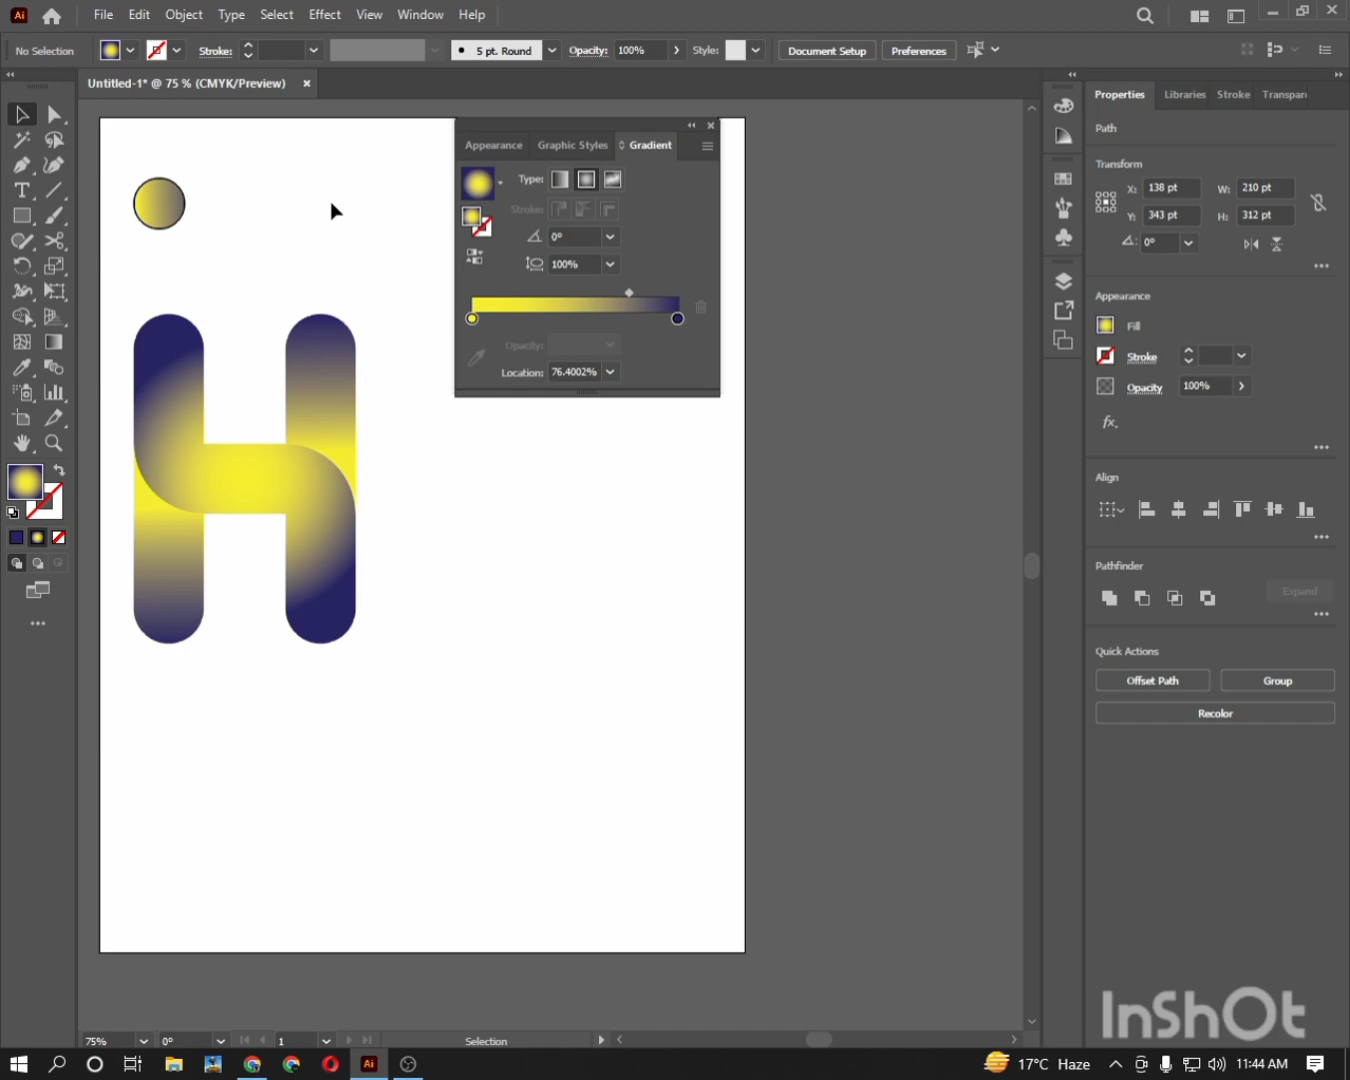 Ai File Edit Object Type Select Effect View Window Help
No Selection Stroke: 5 pt. Round Opacity: 100% Style: Document Setup Preferences
Untitled-1* @ 75 % (CMYK/Preview) ×
Appearance Graphic Styles Gradient
Type:
Stroke:
0°
100%
Opacity:
Location: 76.4002%
H
Properties Libraries Stroke Transparı
Path
Transform
X: 138 pt W: 210 pt
Y: 343 pt H: 312 pt
0°
Appearance
Fill
Stroke
Opacity 100%
fx.
Align
Pathfinder
Expand
Quick Actions
Offset Path Group
Recolor
InShOt
75% 0° 1 Selection
Ai 17°C Haze 11:44 AM